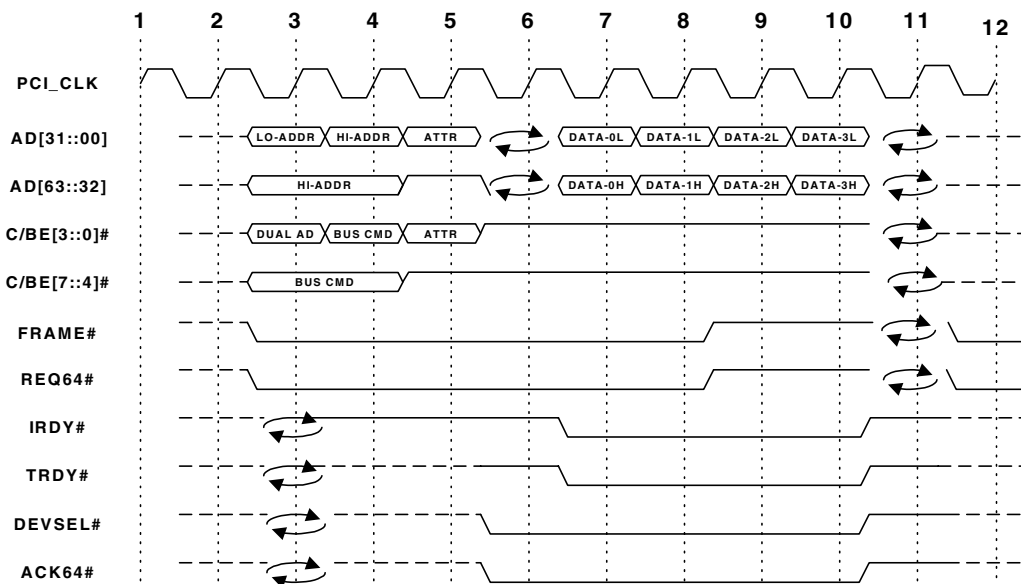 1 2 3 4 5 6 7 8 9 10 11 12
PCI_CLK
AD[31::00] LO-ADDR HI-ADDR ATTR DATA-0L DATA-1L DATA-2L DATA-3L
AD[63::32] HI-ADDR DATA-0H DATA-1H DATA-2H DATA-3H
C/BE[3::0]# DUAL AD BUS CMD ATTR
C/BE[7::4]# BUS CMD
FRAME#
REQ64#
IRDY#
TRDY#
DEVSEL#
ACK64#